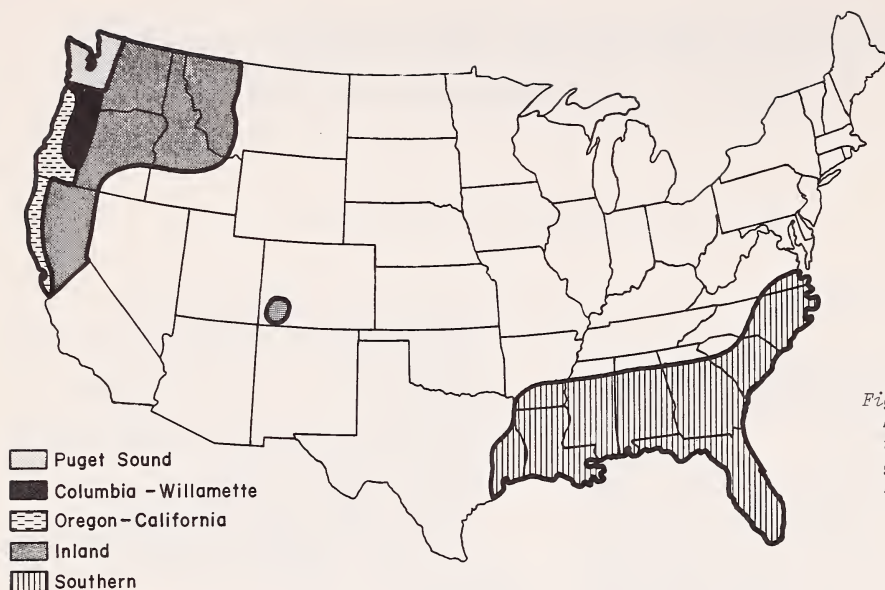 Puget Sound
Columbia - Willamette
Oregon-California
Inland
Southern